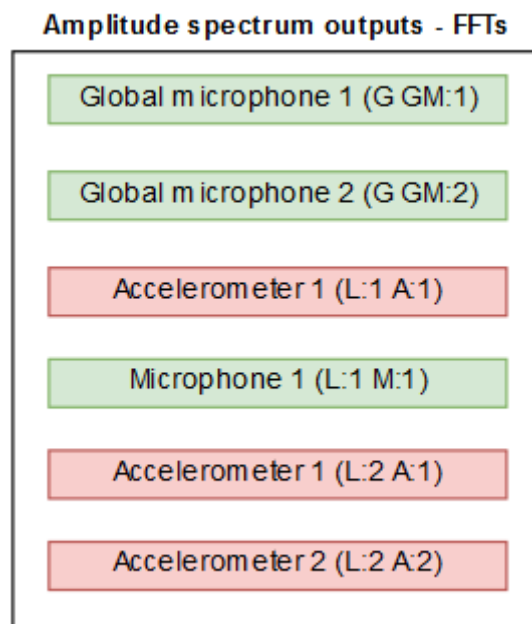 Amplitude spectrum outputs - FFTs
Global microphone 1 (G GM:1)
Global microphone 2 (G GM:2)
Accelerometer 1 (L:1 A:1)
Microphone 1 (L:1 M:1)
Accelerometer 1 (L:2 A:1)
Accelerometer 2 (L:2 A:2)